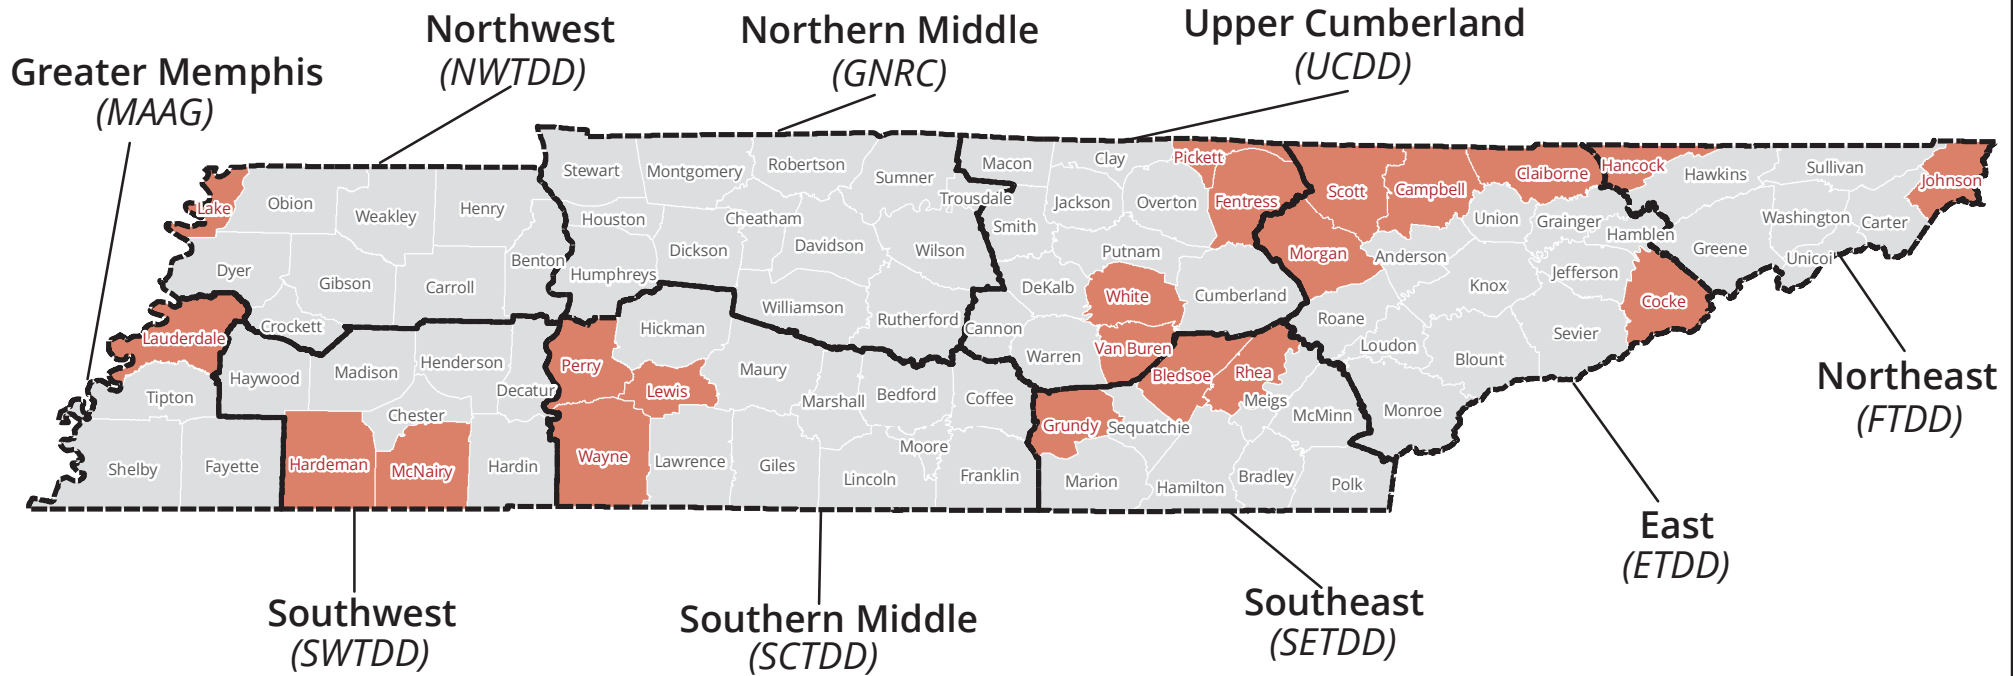 Greater Memphis
(MAAG)
Northwest
(NWTDD)
Northern Middle
(GNRC)
Upper Cumberland
(UCDD)
Lake
Obion
Weakley
Henry
Dyer
Gibson
Carroll
Benton
Crockett
Lauderdale
Tipton
Shelby
Fayette
Haywood
Madison
Henderson
Decatur
Chester
Hardeman
McNairy
Hardin
Stewart
Montgomery
Robertson
Sumner
Trousdale
Houston
Cheatham
Dickson
Davidson
Wilson
Humphreys
Williamson
Rutherford
Perry
Hickman
Lewis
Maury
Wayne
Lawrence
Giles
Marshall
Bedford
Coffee
Moore
Lincoln
Franklin
Macon
Clay
Pickett
Smith
Jackson
Overton
Fentress
Putnam
DeKalb
White
Cumberland
Cannon
Warren
Van Buren
Bledsoe
Rhea
Meigs
McMinn
Grundy
Sequatchie
Marion
Hamilton
Bradley
Polk
Scott
Campbell
Claiborne
Morgan
Anderson
Union
Grainger
Hamblen
Jefferson
Knox
Roane
Loudon
Blount
Sevier
Cocke
Monroe
Hancock
Hawkins
Sullivan
Johnson
Washington
Carter
Greene
Unicoi
Northeast
(FTDD)
East
(ETDD)
Southwest
(SWTDD)
Southern Middle
(SCTDD)
Southeast
(SETDD)